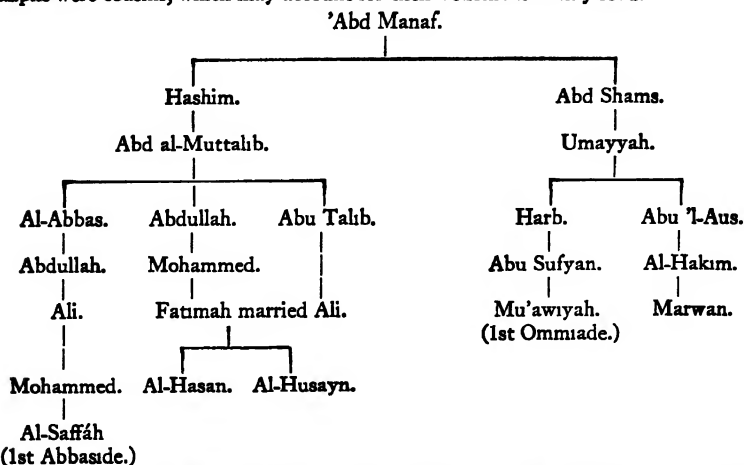 'Abd Manaf.
Hashim. Abd Shams.
Abd al-Muttalib. Umayyah.
Al-Abbas. Abdullah. Abu Talib. Harb. Abu 'l-Aus.
Abdullah. Mohammed. Abu Sufyan. Al-Hakim.
Ali. Fatimah married Ali. Mu'awiyah. Marwan.
(1st Ommiade.)
Mohammed. Al-Hasan. Al-Husayn.
Al-Saffáh
(1st Abbaside.)